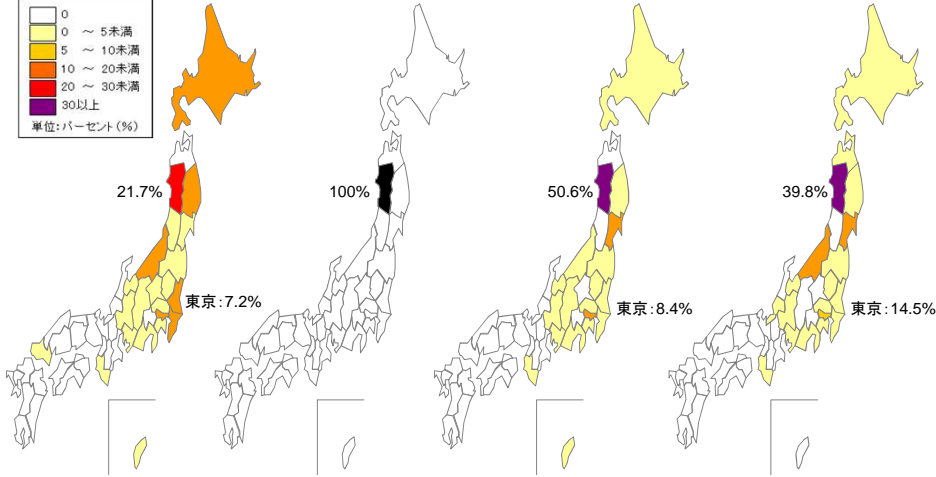 0
0 ～ 5未満
5 ～ 10未満
10 ～ 20未満
20 ～ 30未満
30以上
単位:パーセント(%)
21.7%
100%
50.6%
39.8%
東京:7.2%
東京:8.4%
東京:14.5%